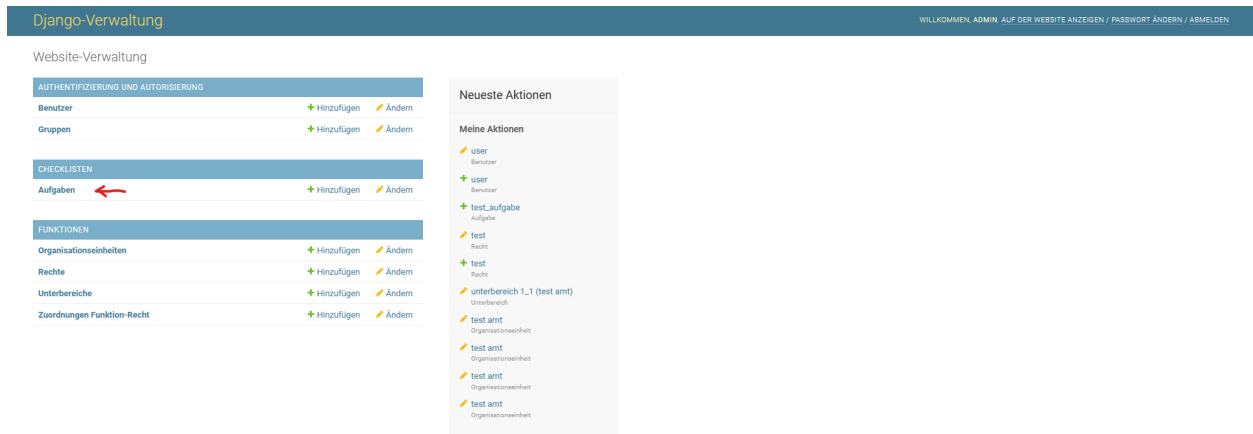 Django-Verwaltung
WILLKOMMEN, ADMIN. AUF DER WEBSITE ANZEIGEN / PASSWORT ÄNDERN / ABMELDEN
Website-Verwaltung
AUTHENTIFIZIERUNG UND AUTORISIERUNG
Benutzer Hinzufügen Ändern
Gruppen Hinzufügen Ändern
CHECKLISTEN
Aufgaben Hinzufügen Ändern
FUNKTIONEN
Organisationseinheiten Hinzufügen Ändern
Rechte Hinzufügen Ändern
Unterbereiche Hinzufügen Ändern
Zuordnungen Funktion-Recht Hinzufügen Ändern
Neueste Aktionen
Meine Aktionen
user
Benutzer
user
Benutzer
test_aufgabe
Aufgabe
test
Recht
test
Recht
unterbereich 1_1 (test amt)
Unterbereich
test amt
Organisationseinheit
test amt
Organisationseinheit
test amt
Organisationseinheit
test amt
Organisationseinheit